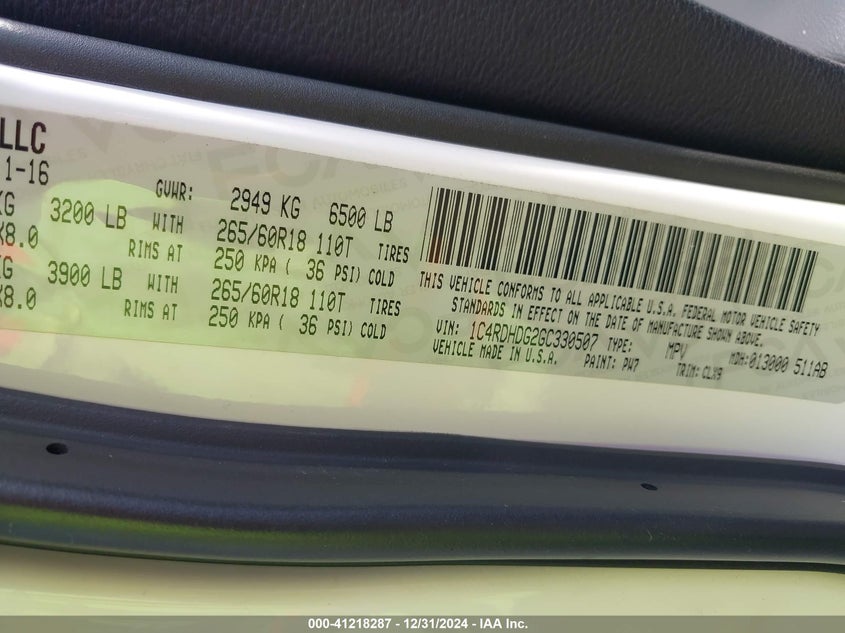 LLC
1-16
GVWR: 2949 KG 6500 LB
KG 3200 LB WITH 265/60R18 110T TIRES
X8.0 RIMS AT 250 KPA ( 36 PSI) COLD
KG 3900 LB WITH 265/60R18 110T TIRES
X8.0 RIMS AT 250 KPA ( 36 PSI) COLD
THIS VEHICLE CONFORMS TO ALL APPLICABLE U.S.A. FEDERAL MOTOR VEHICLE SAFETY
STANDARDS IN EFFECT ON THE DATE OF MANUFACTURE SHOWN ABOVE.
VIN: 1C4RDHDG2GC330507 TYPE: MPV MDH:013000 511AB
VEHICLE MADE IN U.S.A. PAINT: PW7 TRIM:CLX9
000-41218287 - 12/31/2024 - IAA Inc.